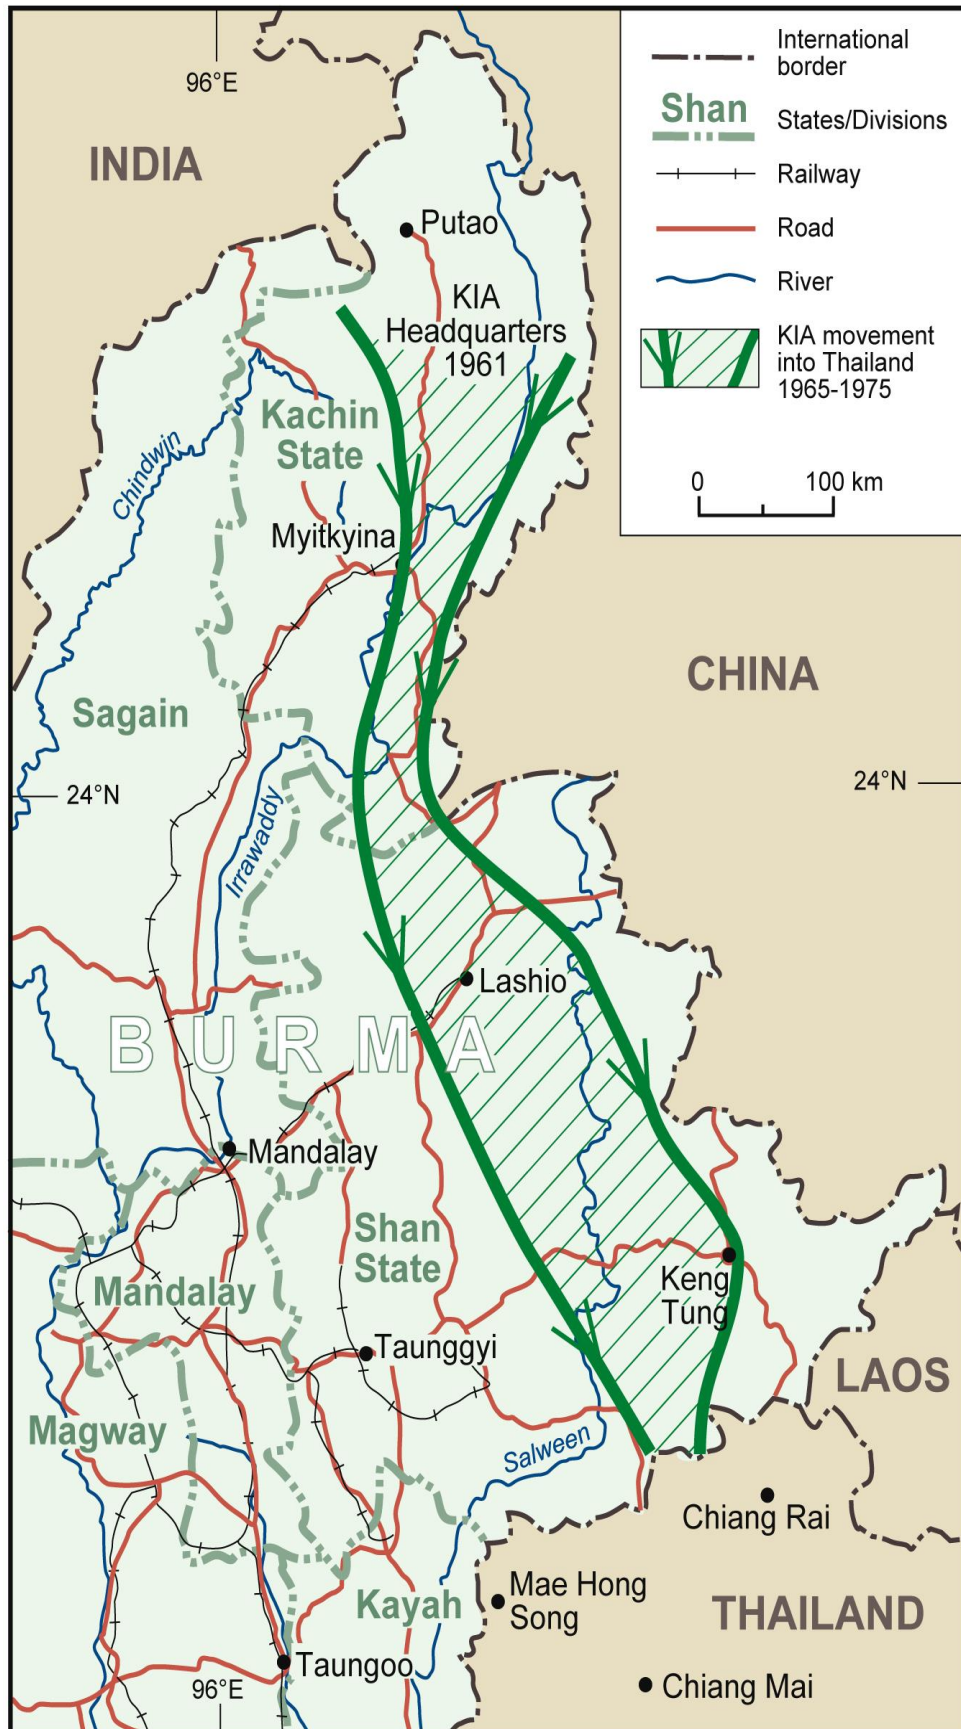 96°E
INDIA
International
border
Shan
States/Divisions
Railway
Road
River
KIA movement
into Thailand
1965-1975
0 100 km
Putao
KIA
Headquarters
1961
Kachin
State
Chindwin
Myitkyina
CHINA
Sagain
24°N
24°N
Irrawaddy
Lashio
BURMA
Mandalay
Shan
State
Keng
Tung
Mandalay
Taunggyi
LAOS
Magway
Salween
Chiang Rai
Mae Hong
Song
Kayah
THAILAND
Taungoo
96°E
Chiang Mai